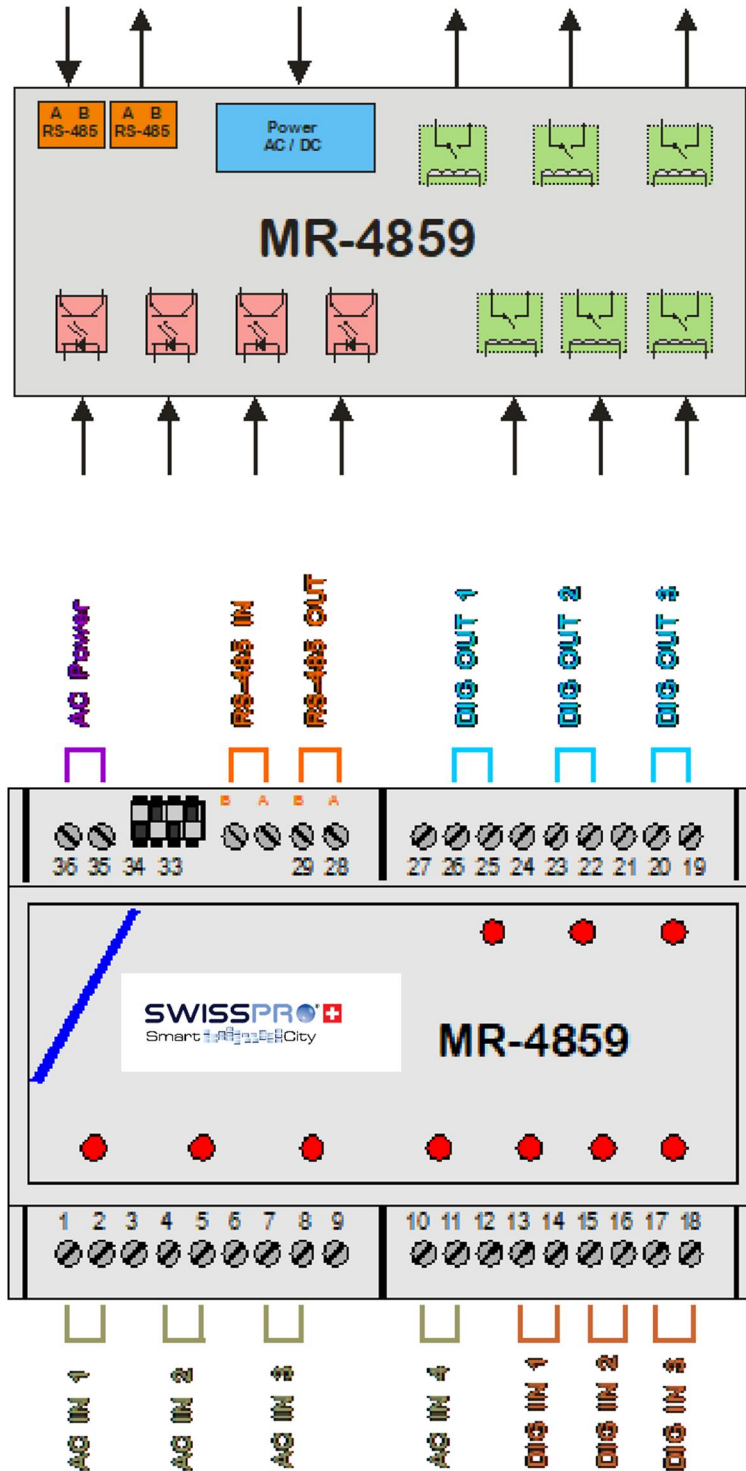 A B A B
RS-485 RS-485
Power
AC / DC
MR-4859
AC Power
RS-485 IN
RS-485 OUT
DIG OUT 1
DIG OUT 2
DIG OUT 3
B A B A
36 35 34 33 29 28 27 26 25 24 23 22 21 20 19
SWISSPRO
Smart City
MR-4859
1 2 3 4 5 6 7 8 9 10 11 12 13 14 15 16 17 18
AC IN 1
AC IN 2
AC IN 3
AC IN 4
DIG IN 1
DIG IN 2
DIG IN 3